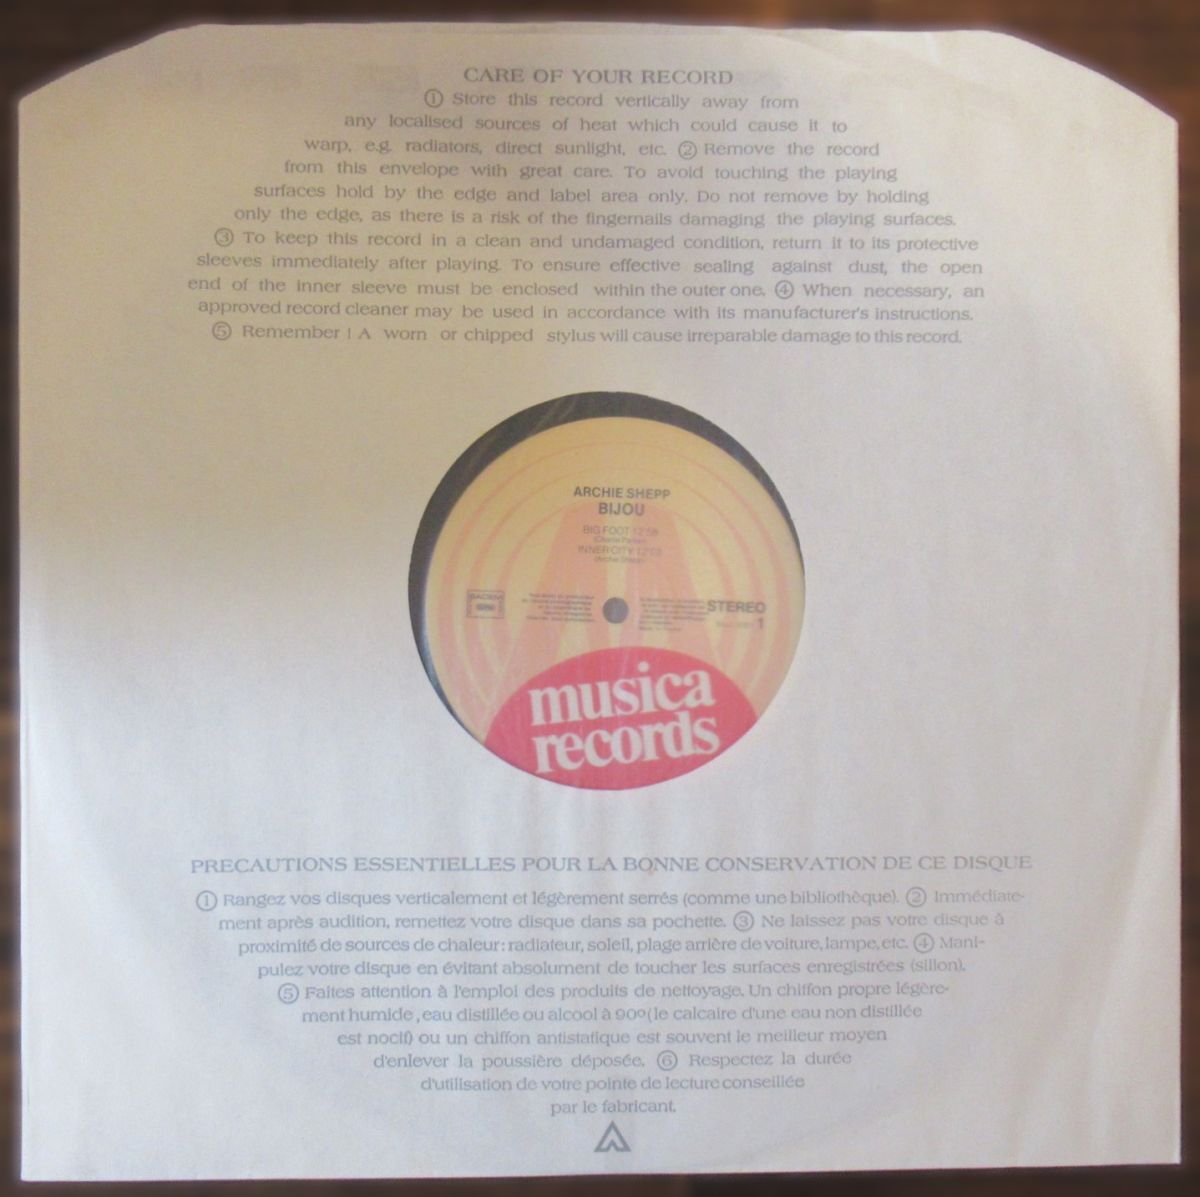 CARE OF YOUR RECORD
① Store this record vertically away from
any localised sources of heat which could cause it to
warp, e.g. radiators, direct sunlight, etc. ② Remove the record
from this envelope with great care. To avoid touching the playing
surfaces hold by the edge and label area only. Do not remove by holding
only the edge, as there is a risk of the fingernails damaging the playing surfaces.
③ To keep this record in a clean and undamaged condition, return it to its protective
sleeves immediately after playing. To ensure effective sealing against dust, the open
end of the inner sleeve must be enclosed within the outer one. ④ When necessary, an
approved record cleaner may be used in accordance with its manufacturer's instructions.
⑤ Remember ! A worn or chipped stylus will cause irreparable damage to this record.
ARCHIE SHEPP
BIJOU
BIG FOOT 12'58
(Charlie Parker)
INNER CITY 12'03
(Archie Shepp)
SACEM
STEREO
1
musica
records
PRECAUTIONS ESSENTIELLES POUR LA BONNE CONSERVATION DE CE DISQUE
① Rangez vos disques verticalement et légèrement serrés (comme une bibliothèque). ② Immédiate-
ment après audition, remettez votre disque dans sa pochette. ③ Ne laissez pas votre disque à
proximité de sources de chaleur: radiateur, soleil, plage arrière de voiture, lampe, etc. ④ Mani-
pulez votre disque en évitant absolument de toucher les surfaces enregistrées (sillon).
⑤ Faites attention à l'emploi des produits de nettoyage. Un chiffon propre légère-
ment humide, eau distillée ou alcool à 90º (le calcaire d'une eau non distillée
est nocif) ou un chiffon antistatique est souvent le meilleur moyen
d'enlever la poussière déposée. ⑥ Respectez la durée
d'utilisation de votre pointe de lecture conseillée
par le fabricant.